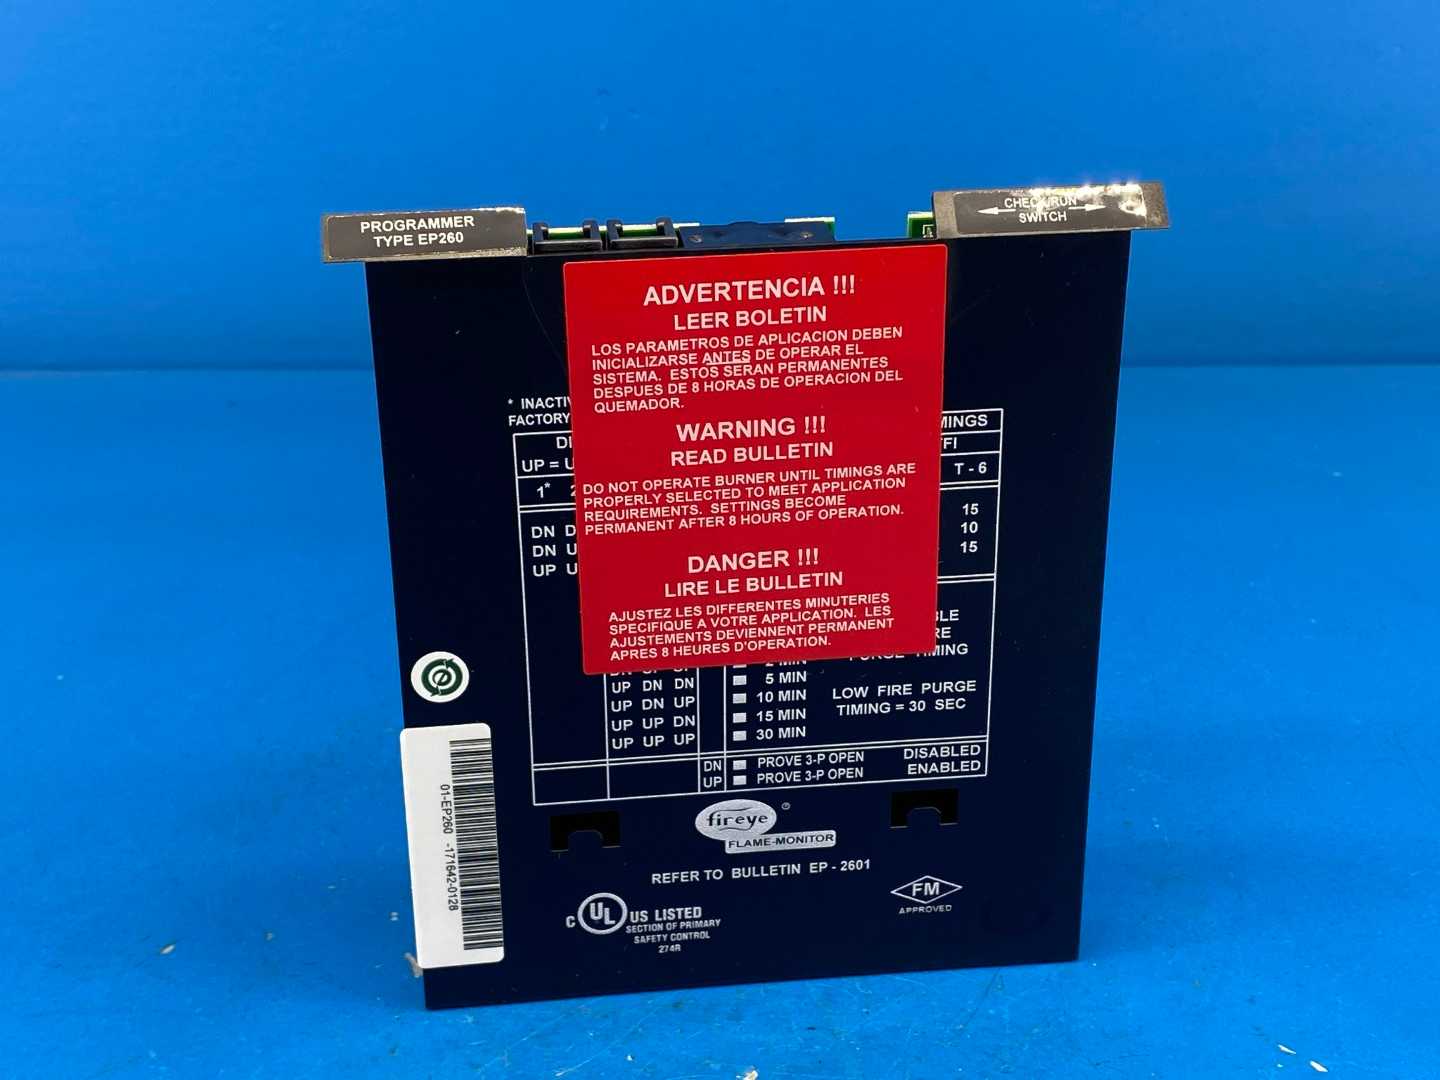 PROGRAMMER
TYPE EP260
CHECK/RUN
SWITCH
ADVERTENCIA !!!
LEER BOLETIN
LOS PARAMETROS DE APLICACION DEBEN
INICIALIZARSE ANTES DE OPERAR EL
SISTEMA. ESTOS SERAN PERMANENTES
DESPUES DE 8 HORAS DE OPERACION DEL
QUEMADOR.
WARNING !!!
READ BULLETIN
DO NOT OPERATE BURNER UNTIL TIMINGS ARE
PROPERLY SELECTED TO MEET APPLICATION
REQUIREMENTS. SETTINGS BECOME
PERMANENT AFTER 8 HOURS OF OPERATION.
DANGER !!!
LIRE LE BULLETIN
AJUSTEZ LES DIFFERENTES MINUTERIES
SPECIFIQUE A VOTRE APPLICATION. LES
AJUSTEMENTS DEVIENNENT PERMANENT
APRES 8 HEURES D'OPERATION.
*
FACTORY
UP =
T - 6
1*
DN 15
DN 10
UP 15
TIMING
UP DN DN 5 MIN
UP DN UP 10 MIN LOW FIRE PURGE
UP UP DN 15 MIN TIMING = 30 SEC
UP UP UP 30 MIN
DN PROVE 3-P OPEN DISABLED
UP PROVE 3-P OPEN ENABLED
fireye ®
FLAME-MONITOR
REFER TO BULLETIN EP - 2601
C UL US LISTED
SECTION OF PRIMARY
SAFETY CONTROL
274R
FM
APPROVED
01-EP260 -171642-0128